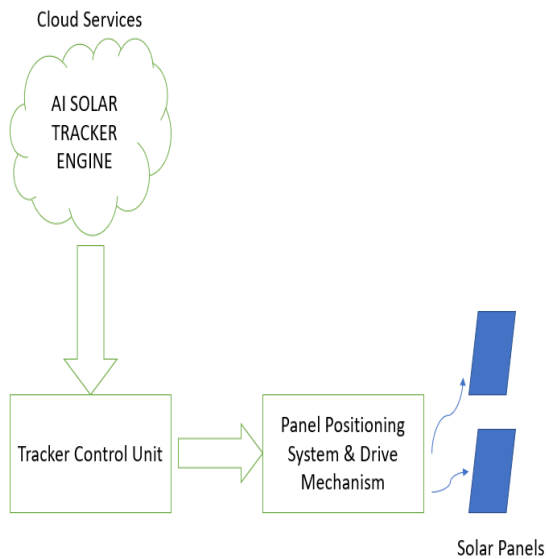 Cloud Services
AI SOLAR
TRACKER
ENGINE
Tracker Control Unit
Panel Positioning
System & Drive
Mechanism
Solar Panels